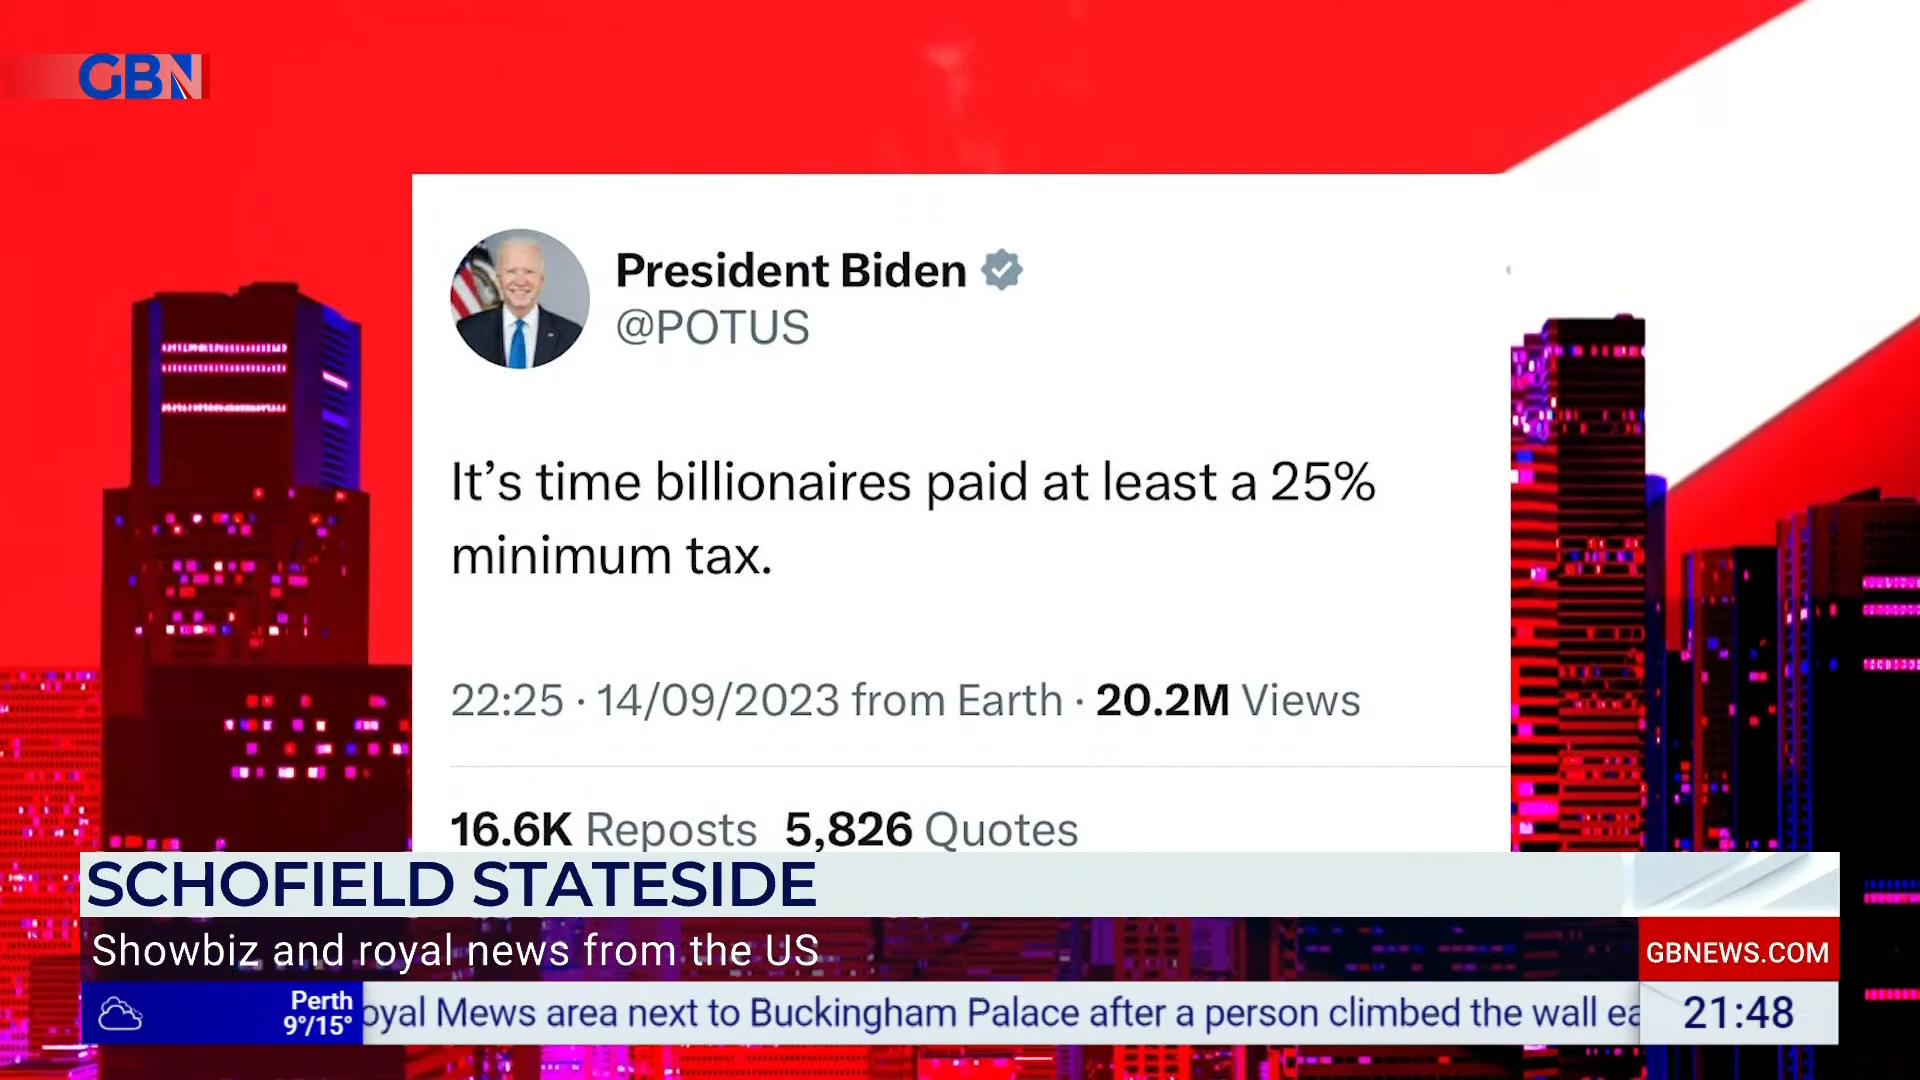 GBN
President Biden
@POTUS
It’s time billionaires paid at least a 25%
minimum tax.
22:25 · 14/09/2023 from Earth · 20.2M Views
16.6K Reposts 5,826 Quotes
SCHOFIELD STATESIDE
Showbiz and royal news from the US
GBNEWS.COM
Perth
9°/15°
oyal Mews area next to Buckingham Palace after a person climbed the wall ea
21:48